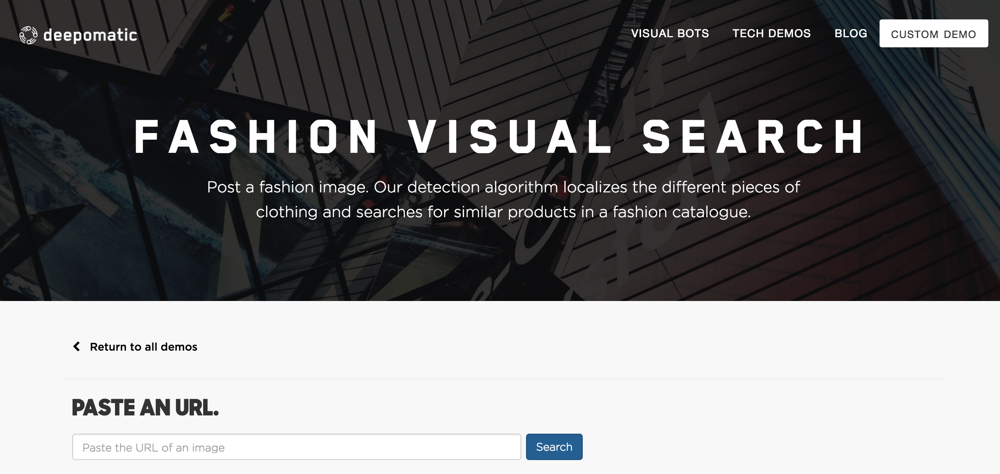 deepomatic
VISUAL BOTS
TECH DEMOS
BLOG
CUSTOM DEMO
FASHION VISUAL SEARCH
Post a fashion image. Our detection algorithm localizes the different pieces of
clothing and searches for similar products in a fashion catalogue.
Return to all demos
PASTE AN URL.
Paste the URL of an image
Search